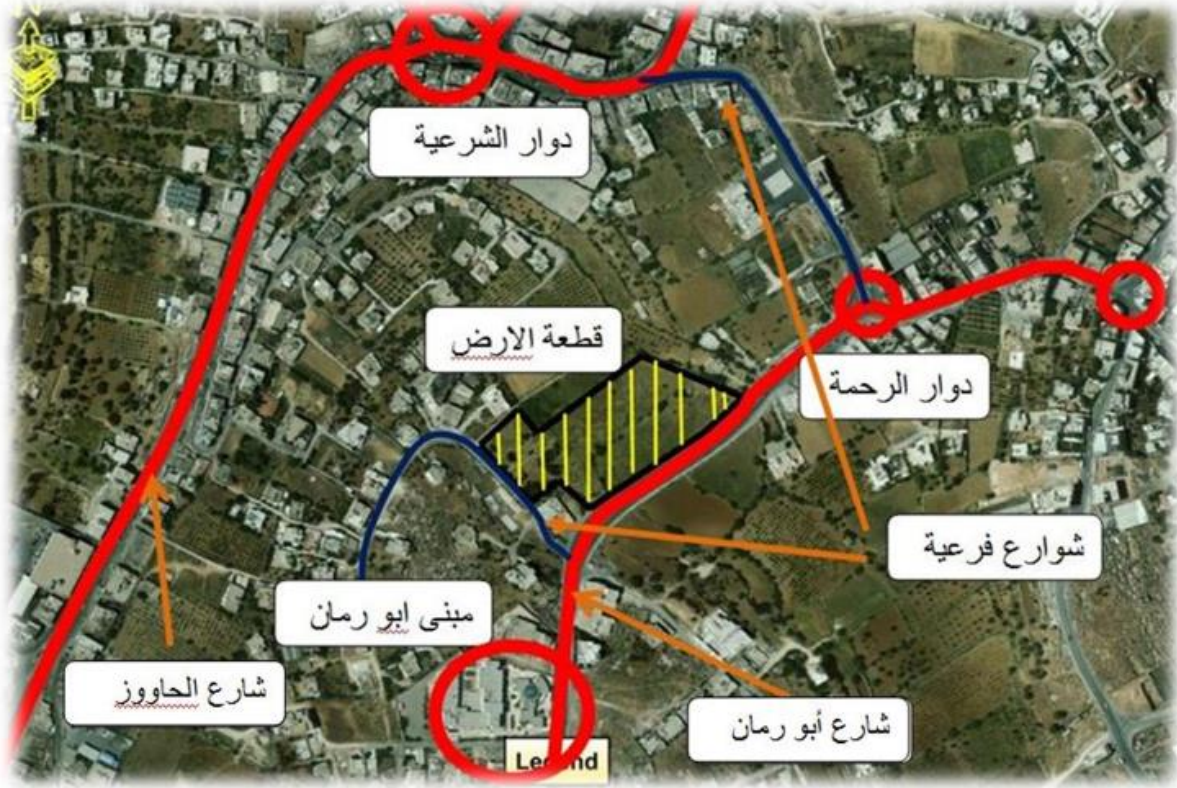 دوار الشرعية
قطعة الارض
دوار الرحمة
شوارع فرعية
مبنى ابو رمان
شارع الحاووز
شارع أبو رمان
Legend